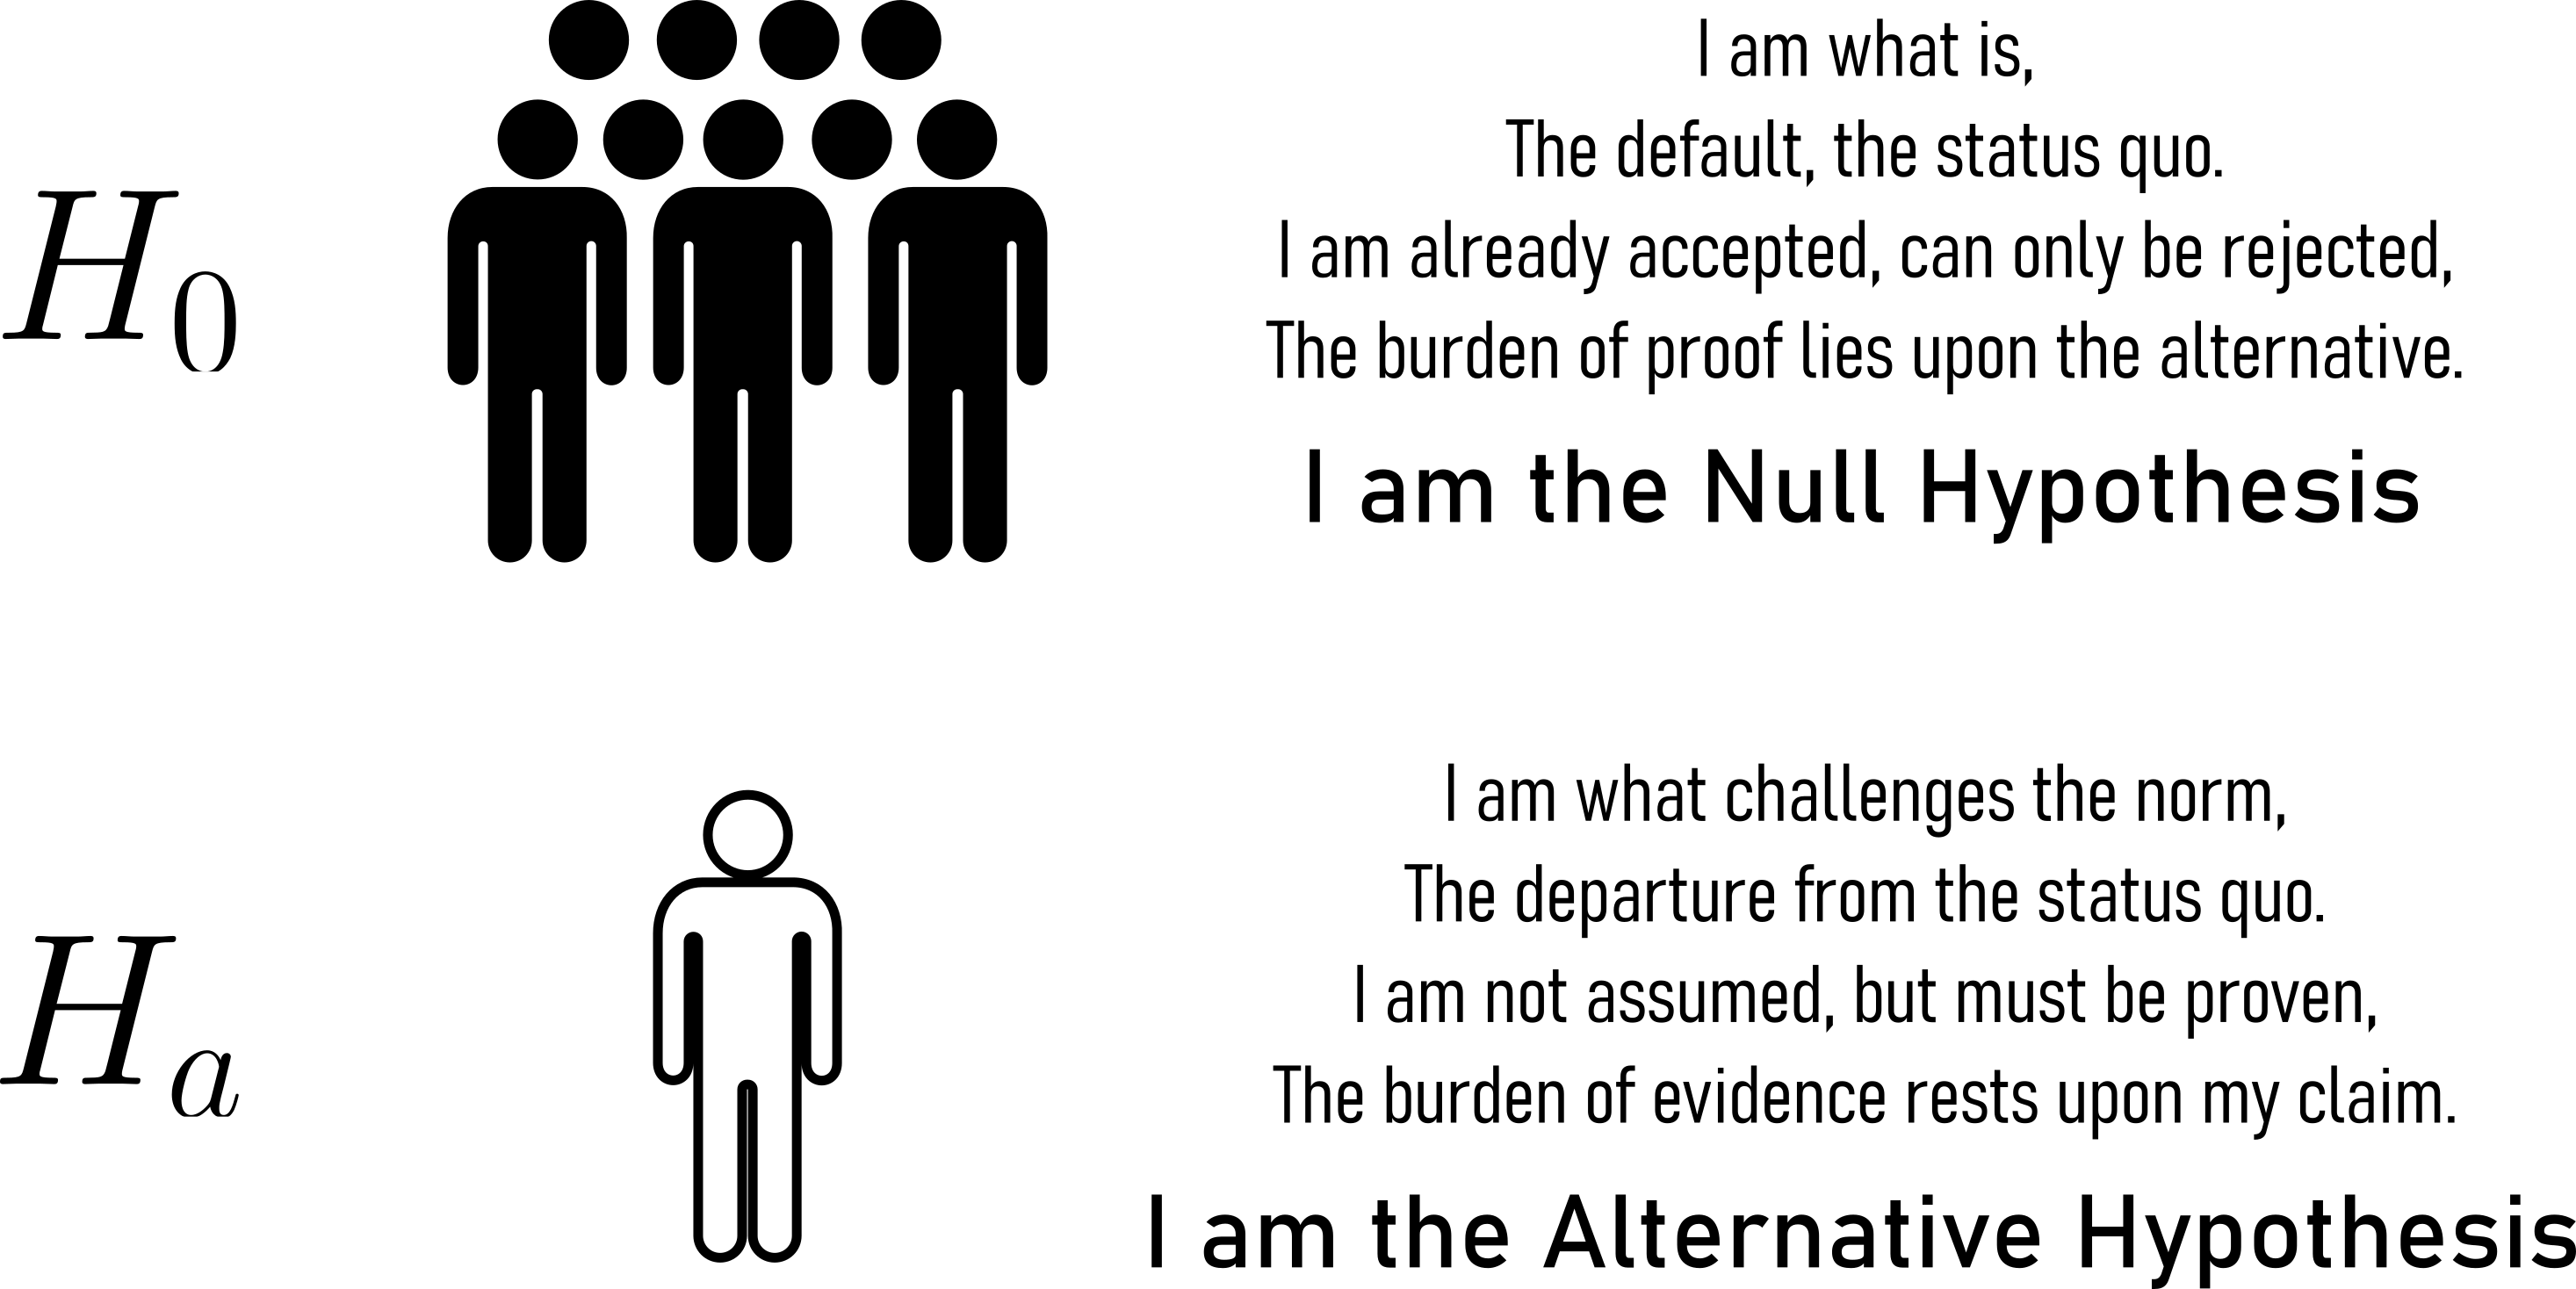 H₀
I am what is,
The default, the status quo.
I am already accepted, can only be rejected,
The burden of proof lies upon the alternative.
I am the Null Hypothesis
Hₐ
I am what challenges the norm,
The departure from the status quo.
I am not assumed, but must be proven,
The burden of evidence rests upon my claim.
I am the Alternative Hypothesis